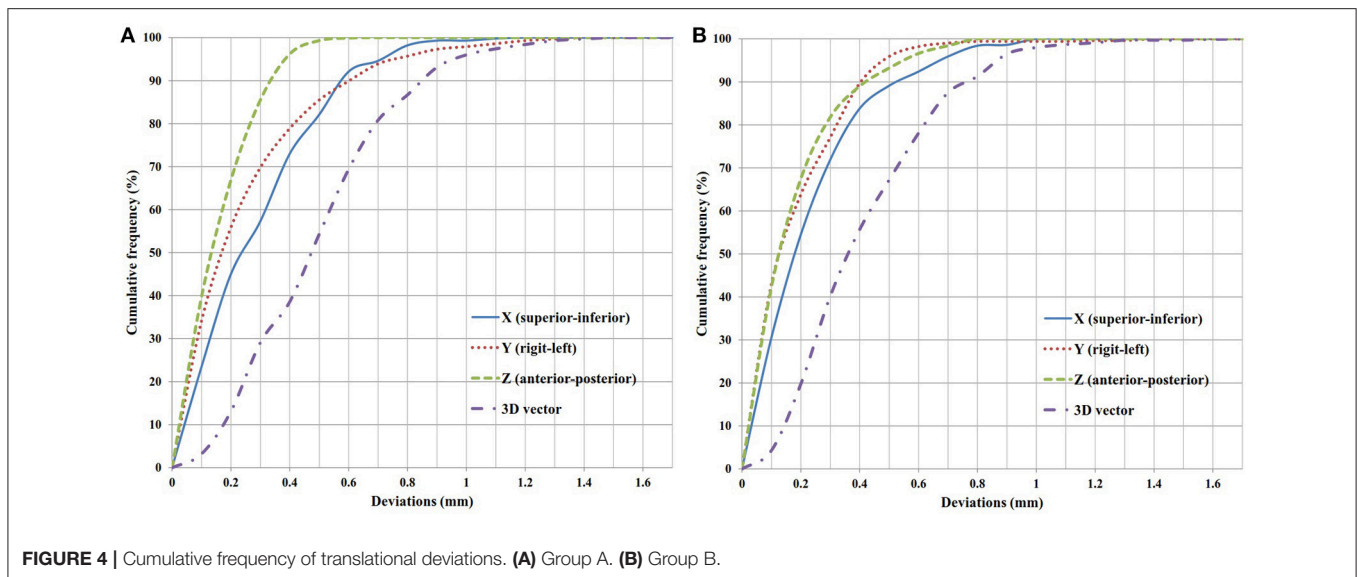 A
100
90
80
70
60
50
40
30
20
10
0
Cumulative frequency (%)
X (superior-inferior)
Y (rigit-left)
Z (anterior-posterior)
3D vector
0 0.2 0.4 0.6 0.8 1 1.2 1.4 1.6
Deviations (mm)
B
100
90
80
70
60
50
40
30
20
10
0
Cumulative frequency (%)
X (superior-inferior)
Y (rigit-left)
Z (anterior-posterior)
3D vector
0 0.2 0.4 0.6 0.8 1 1.2 1.4 1.6
Deviations (mm)
FIGURE 4 | Cumulative frequency of translational deviations. (A) Group A. (B) Group B.